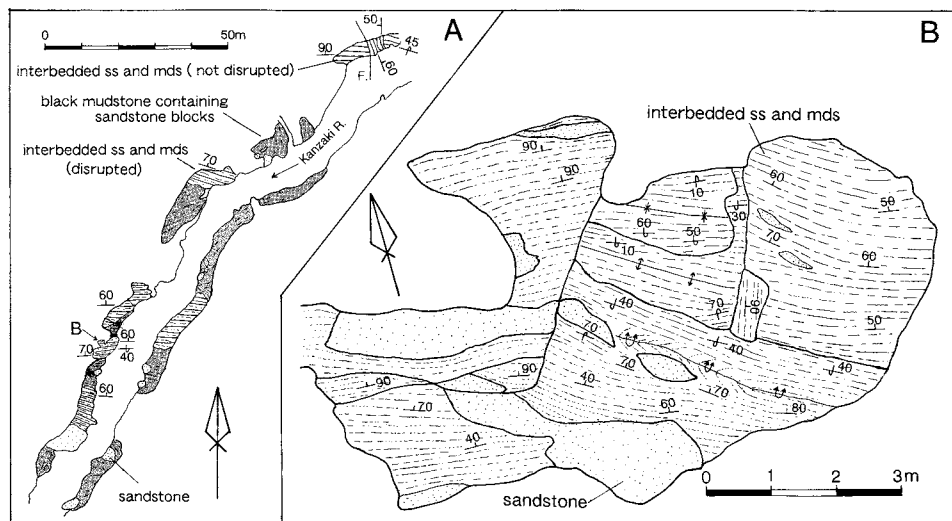 A
0 50m
interbedded ss and mds ( not disrupted)
black mudstone containing
sandstone blocks
interbedded ss and mds
(disrupted)
Kanzaki R.
90
50
45
60
F.
70
60
B
70
60
40
60
sandstone
B
interbedded ss and mds
90
90
10
30
60
50
10
60
50
70
60
90
50
70
40
40
40
70
70
70
80
40
60
90
90
70
40
sandstone
0 1 2 3m